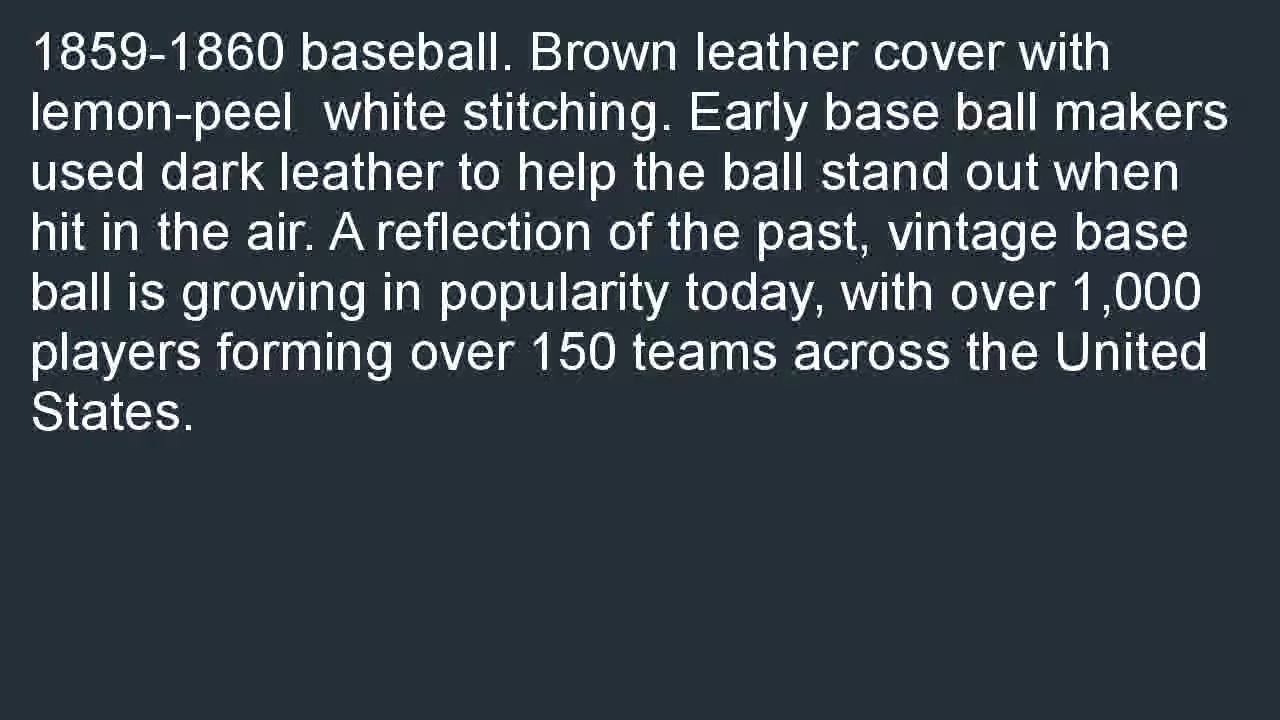 1859-1860 baseball. Brown leather cover with
lemon-peel  white stitching. Early base ball makers
used dark leather to help the ball stand out when
hit in the air. A reflection of the past, vintage base
ball is growing in popularity today, with over 1,000
players forming over 150 teams across the United
States.